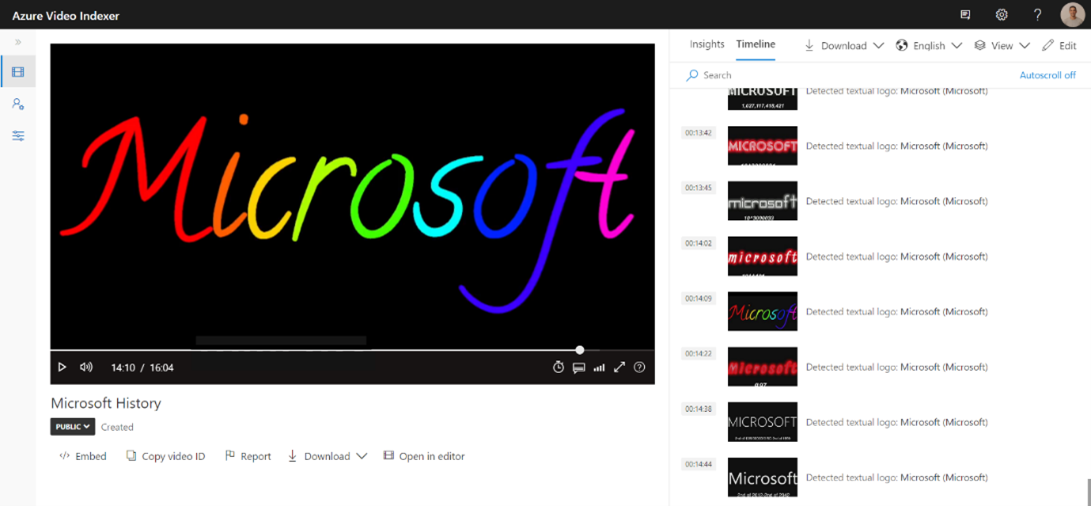 Azure Video Indexer
Microsoft
14:10 / 16:04
Microsoft History
PUBLIC
Created
Embed
Copy video ID
Report
Download
Open in editor
Insights
Timeline
Download
English
View
Edit
Search
Autoscroll off
MICROSOFT
1,627,117,418,421
Detected textual logo: Microsoft (Microsoft)
00:13:42
MICROSOFT
Detected textual logo: Microsoft (Microsoft)
00:13:45
microsoft
Detected textual logo: Microsoft (Microsoft)
00:14:02
microsoft
Detected textual logo: Microsoft (Microsoft)
00:14:09
Microsoft
Detected textual logo: Microsoft (Microsoft)
00:14:22
Microsoft
Detected textual logo: Microsoft (Microsoft)
00:14:38
MICROSOFT
Detected textual logo: Microsoft (Microsoft)
00:14:44
Microsoft
Detected textual logo: Microsoft (Microsoft)